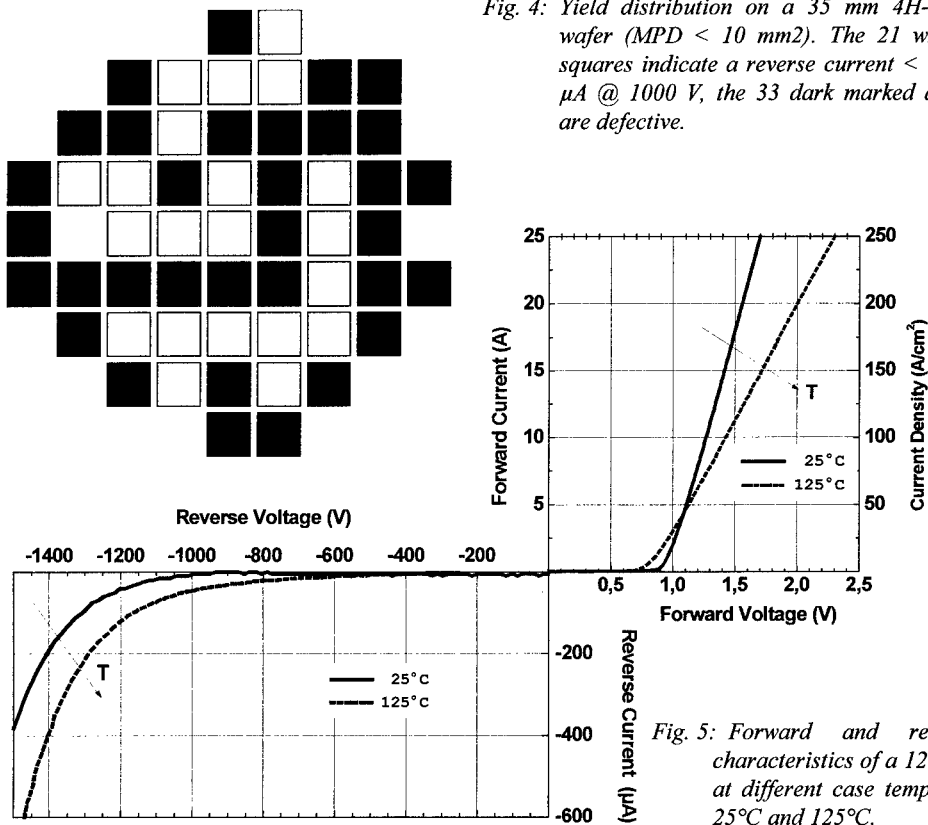 Fig. 4: Yield distribution on a 35 mm 4H-
wafer (MPD < 10 mm2). The 21 w
squares indicate a reverse current <
µA @ 1000 V, the 33 dark marked
are defective.
25
20
15
10
5
Forward Current (A)
250
200
150
100
50
Current Density (A/cm²)
T
25°C
125°C
0,5 1,0 1,5 2,0 2,5
Forward Voltage (V)
Reverse Voltage (V)
-1400 -1200 -1000 -800 -600 -400 -200
T
25°C
125°C
-200
-400
-600
Reverse Current (µA)
Fig. 5: Forward and re
characteristics of a 12
at different case temp
25°C and 125°C.